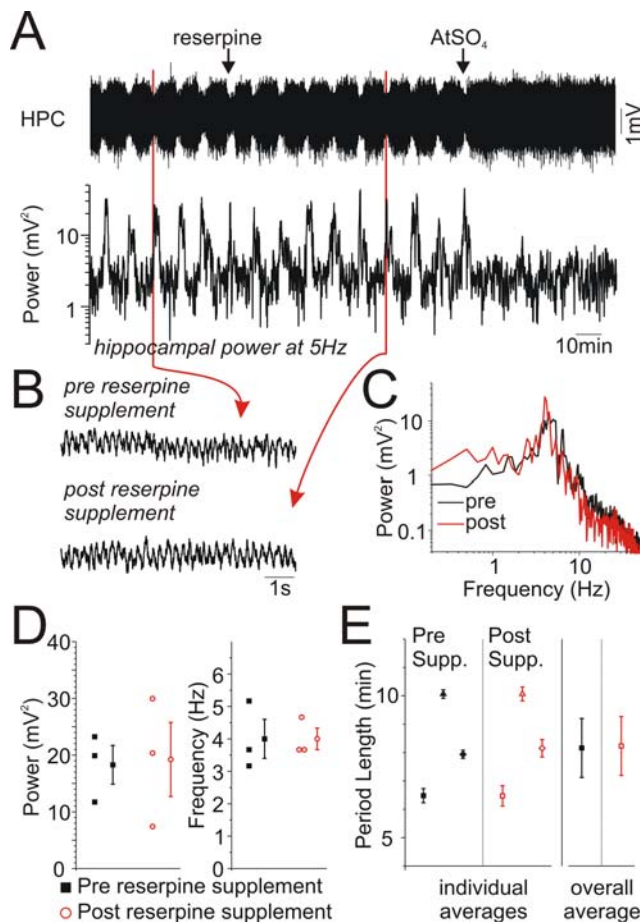 A
reserpine
AtSO₄
HPC
1mV
Power (mV²)
10
1
hippocampal power at 5Hz
10min
B
pre reserpine
supplement
post reserpine
supplement
1s
C
Power (mV²)
10
1
0.1
pre
post
1
10
Frequency (Hz)
D
Power (mV²)
40
30
20
10
0
Frequency (Hz)
6
5
4
3
2
1
0
E
Period Length (min)
Pre
Supp.
Post
Supp.
10
5
individual
averages
overall
average
Pre reserpine supplement
Post reserpine supplement